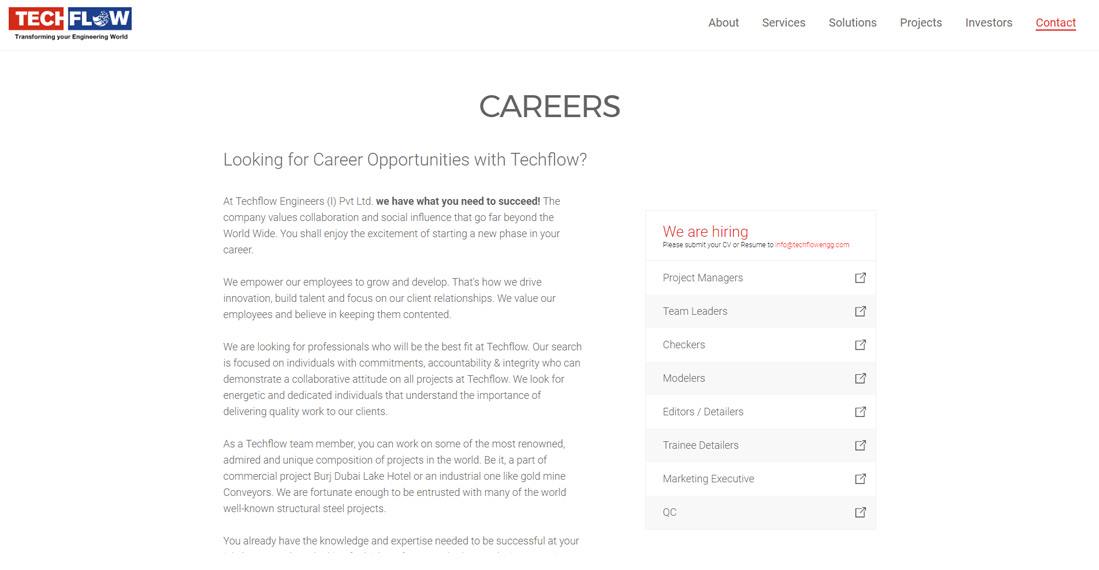 TECHFLOW
Transforming your Engineering World
About Services Solutions Projects Investors Contact
CAREERS
Looking for Career Opportunities with Techflow?
At Techflow Engineers (I) Pvt Ltd. we have what you need to succeed! The
company values collaboration and social influence that go far beyond the
World Wide. You shall enjoy the excitement of starting a new phase in your
career.
We empower our employees to grow and develop. That's how we drive
innovation, build talent and focus on our client relationships. We value our
employees and believe in keeping them contented.
We are looking for professionals who will be the best fit at Techflow. Our search
is focused on individuals with commitments, accountability & integrity who can
demonstrate a collaborative attitude on all projects at Techflow. We look for
energetic and dedicated individuals that understand the importance of
delivering quality work to our clients.
As a Techflow team member, you can work on some of the most renowned,
admired and unique composition of projects in the world. Be it, a part of
commercial project Burj Dubai Lake Hotel or an industrial one like gold mine
Conveyors. We are fortunate enough to be entrusted with many of the world
well-known structural steel projects.
You already have the knowledge and expertise needed to be successful at your
We are hiring
Please submit your CV or Resume to info@techflowengg.com
Project Managers
Team Leaders
Checkers
Modelers
Editors / Detailers
Trainee Detailers
Marketing Executive
QC